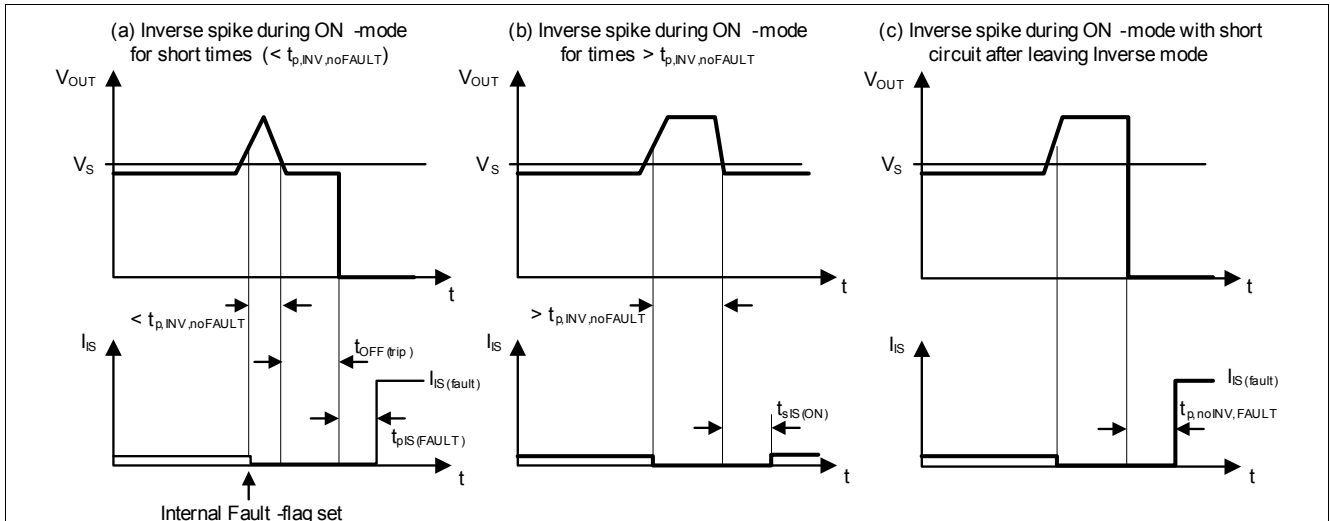 (a) Inverse spike during ON -mode
for short times (< tp,INV,noFAULT)
VOUT
VS
t
< tp,INV,noFAULT
IIS
tOFF(trip)
IIS(fault)
tpIS(FAULT)
t
Internal Fault -flag set
(b) Inverse spike during ON -mode
for times > tp,INV,noFAULT
VOUT
VS
t
> tp,INV,noFAULT
IIS
tsIS(ON)
t
(c) Inverse spike during ON -mode with short
circuit after leaving Inverse mode
VOUT
VS
t
IIS
IIS(fault)
tp,noINV,FAULT
t